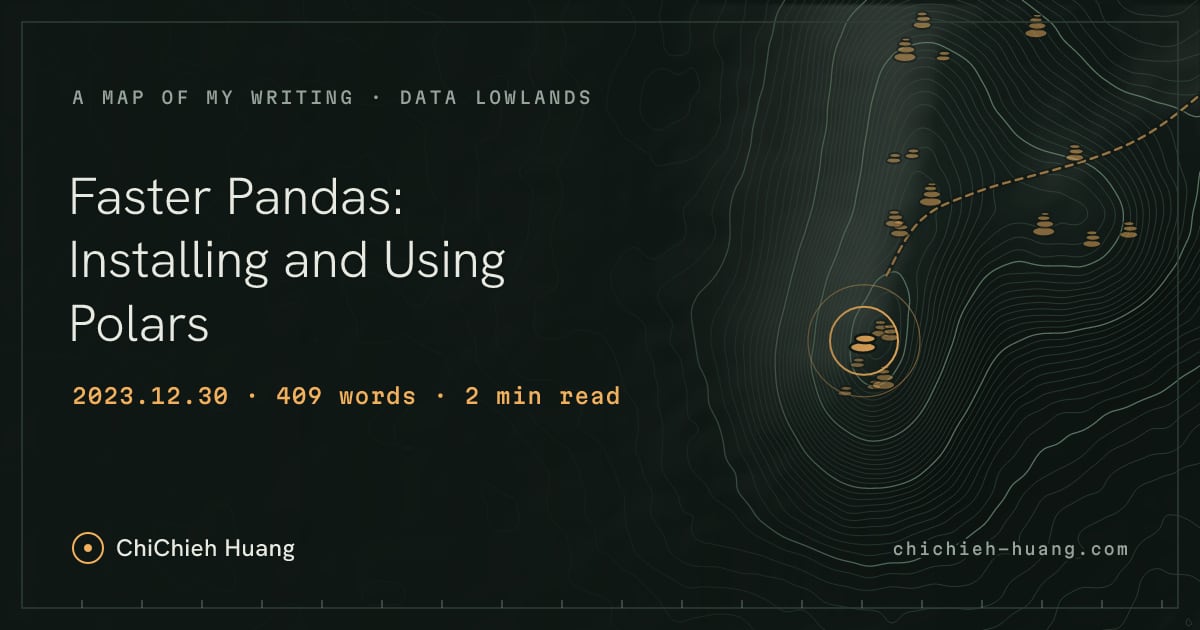 A MAP OF MY WRITING · DATA LOWLANDS
Faster Pandas:
Installing and Using
Polars
2023.12.30 · 409 words · 2 min read
ChiChieh Huang
chichieh-huang.com